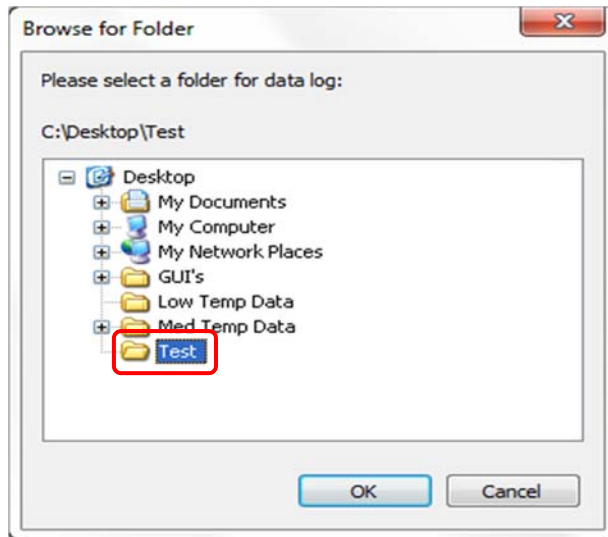 Browse for Folder
Please select a folder for data log:
C:\Desktop\Test
Desktop
My Documents
My Computer
My Network Places
GUI's
Low Temp Data
Med Temp Data
Test
OK
Cancel